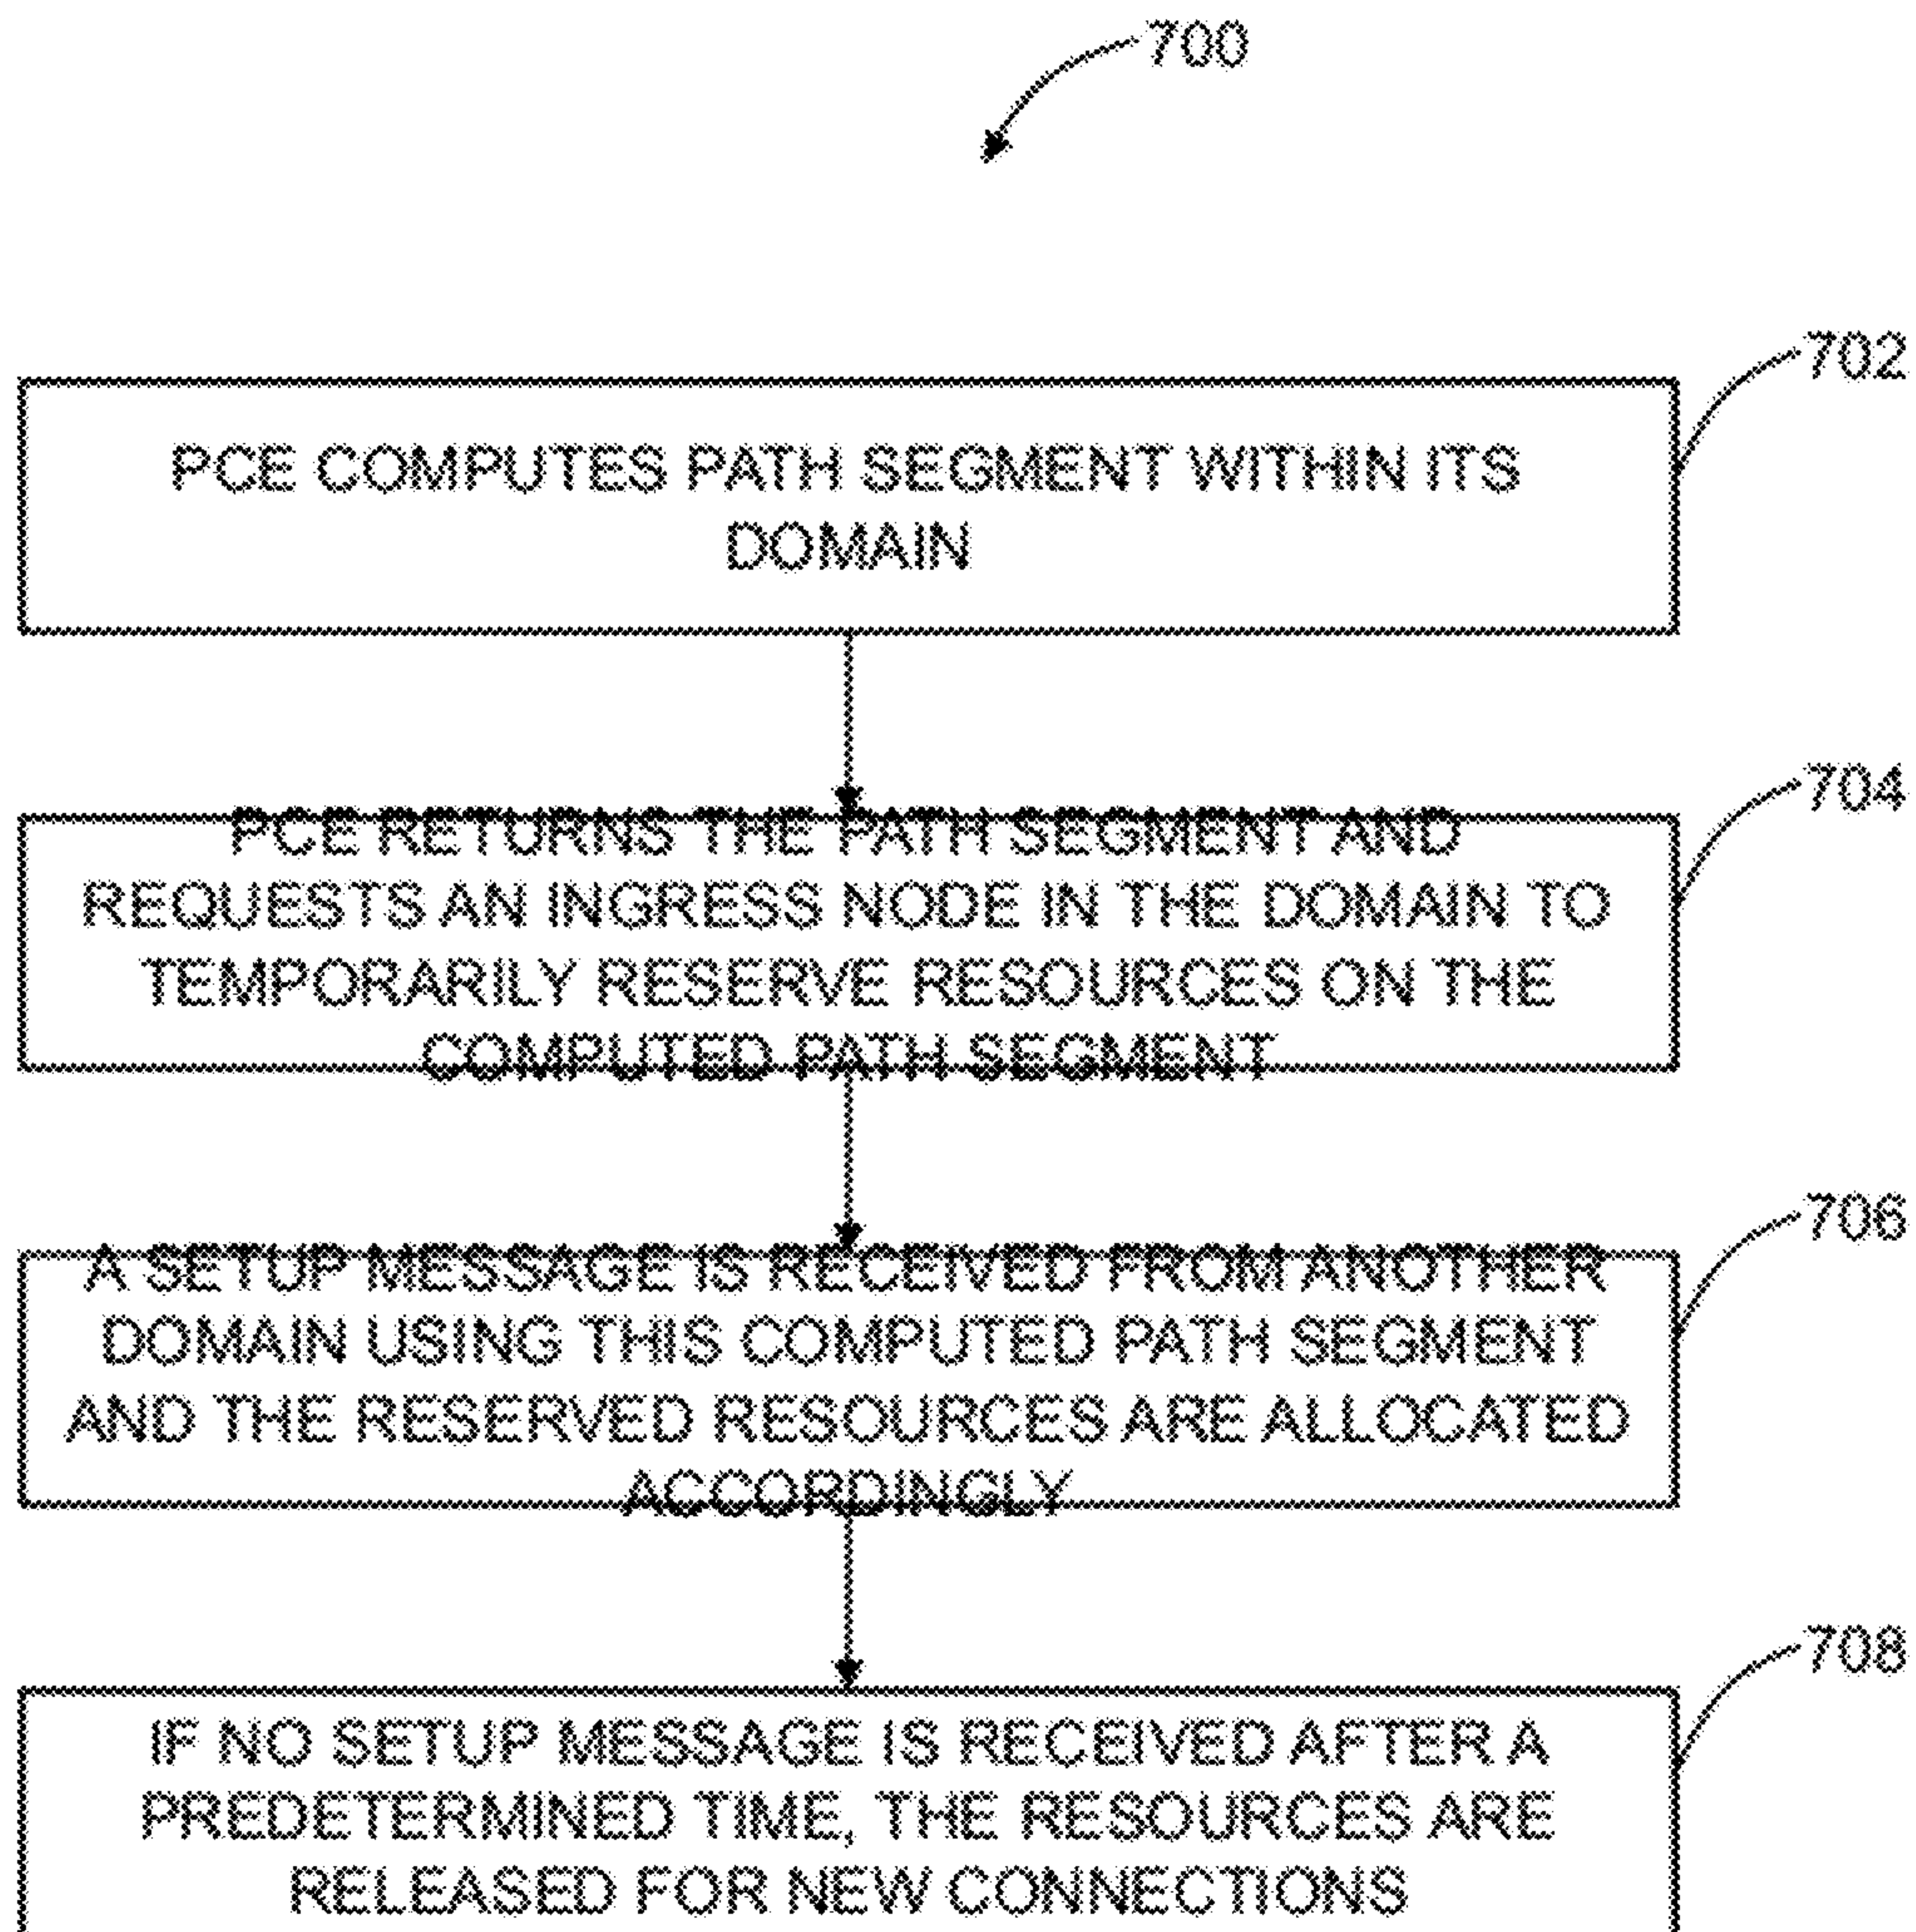 700
702
PCE COMPUTES PATH SEGMENT WITHIN ITS
DOMAIN
704
PCE RETURNS THE PATH SEGMENT AND
REQUESTS AN INGRESS NODE IN THE DOMAIN TO
TEMPORARILY RESERVE RESOURCES ON THE
COMPUTED PATH SEGMENT
706
A SETUP MESSAGE IS RECEIVED FROM ANOTHER
DOMAIN USING THIS COMPUTED PATH SEGMENT
AND THE RESERVED RESOURCES ARE ALLOCATED
ACCORDINGLY
708
IF NO SETUP MESSAGE IS RECEIVED AFTER A
PREDETERMINED TIME, THE RESOURCES ARE
RELEASED FOR NEW CONNECTIONS